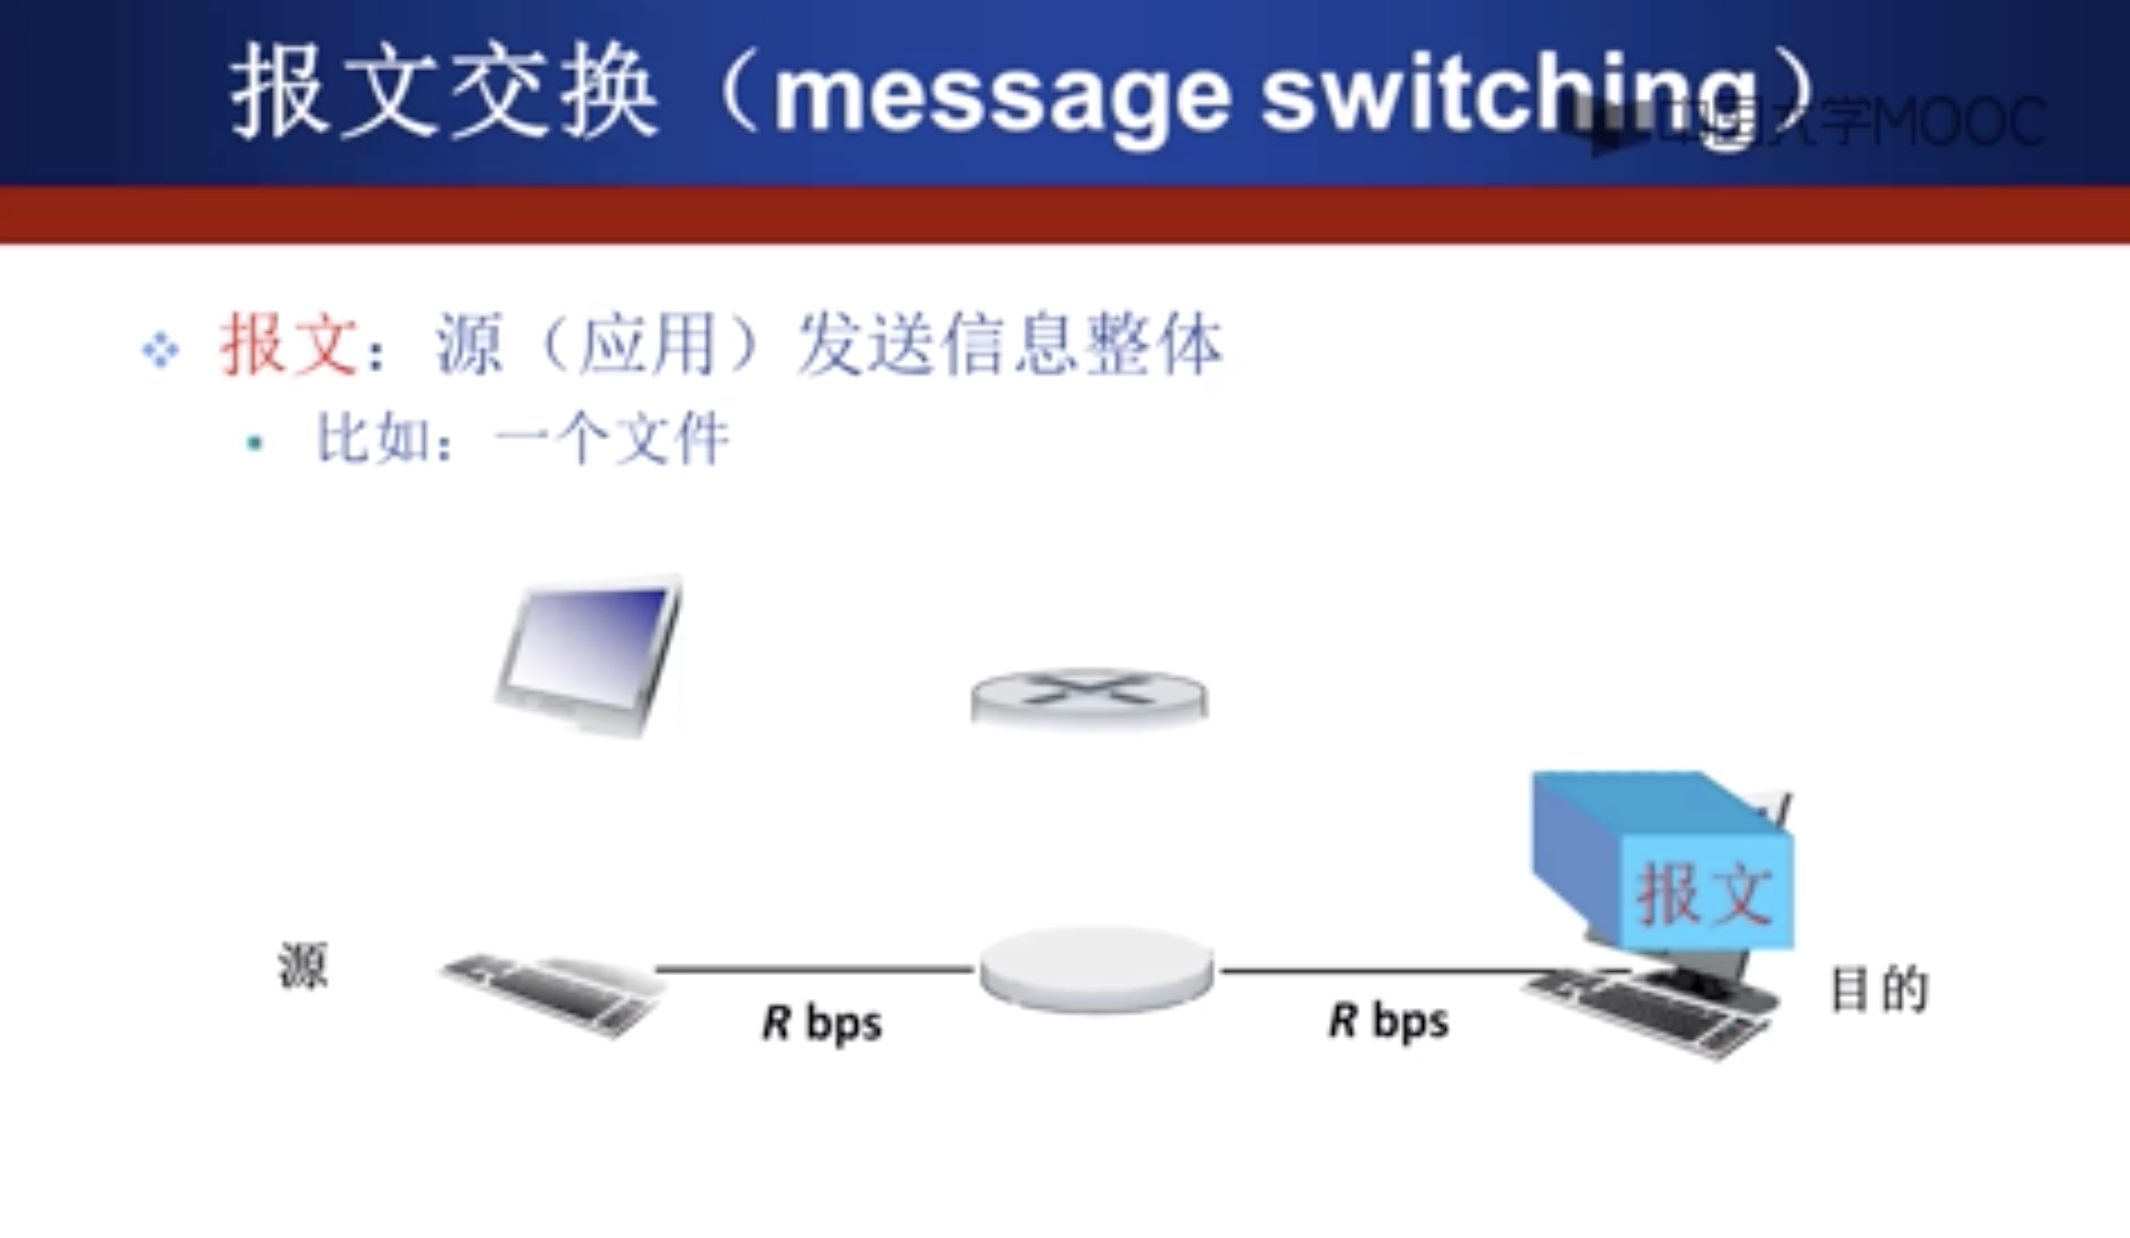 报文交换（message switching）
中国大学MOOC
报文：源（应用）发送信息整体
比如：一个文件
报文
源
目的
R bps
R bps